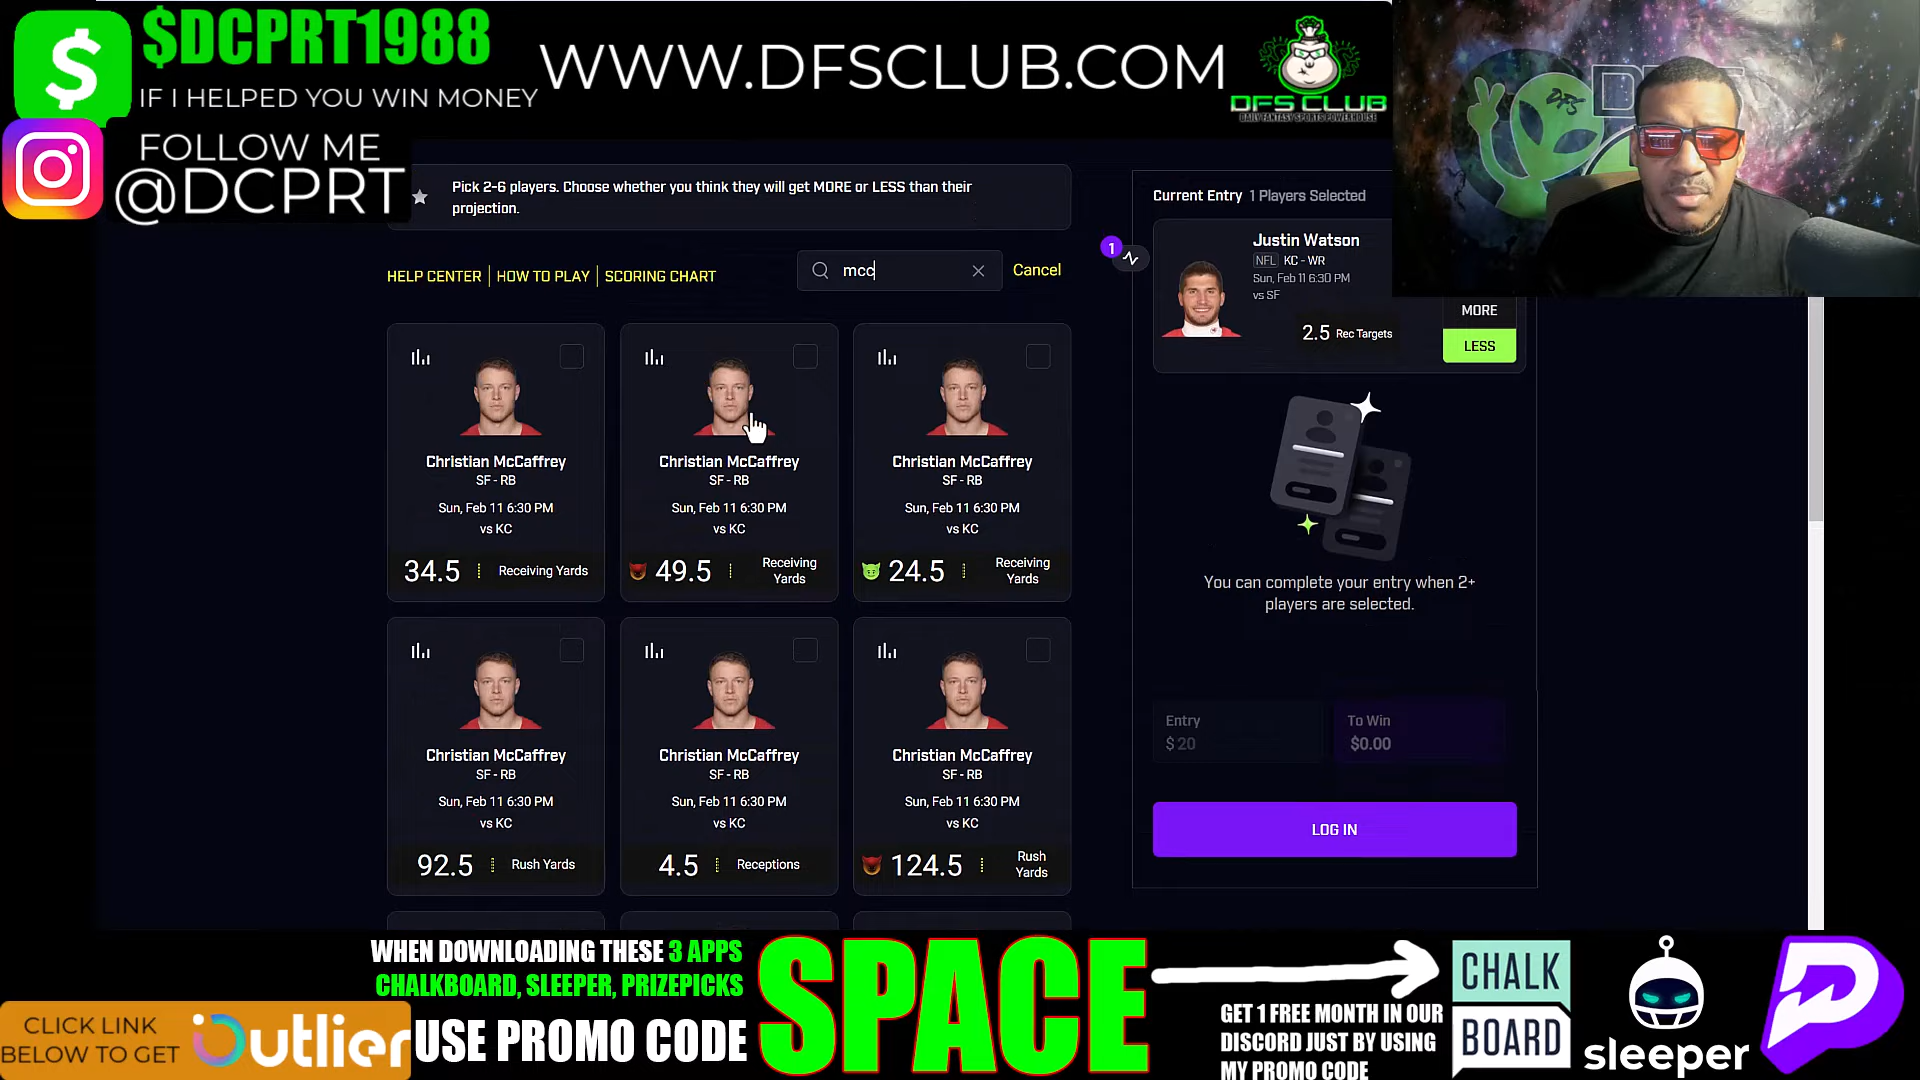 $DCPRT1988
IF I HELPED YOU WIN MONEY
WWW.DFSCLUB.COM
DFS CLUB
DAILY FANTASY SPORTS POWERHOUSE
DFS
FOLLOW ME
@DCPRT
Pick 2-6 players. Choose whether you think they will get MORE or LESS than their
projection.
HELP CENTER
HOW TO PLAY
SCORING CHART
mcc
Cancel
Christian McCaffrey
SF - RB
Sun, Feb 11 6:30 PM
vs KC
34.5
Receiving Yards
Christian McCaffrey
SF - RB
Sun, Feb 11 6:30 PM
vs KC
49.5
Receiving
Yards
Christian McCaffrey
SF - RB
Sun, Feb 11 6:30 PM
vs KC
24.5
Receiving
Yards
Christian McCaffrey
SF - RB
Sun, Feb 11 6:30 PM
vs KC
92.5
Rush Yards
Christian McCaffrey
SF - RB
Sun, Feb 11 6:30 PM
vs KC
4.5
Receptions
Christian McCaffrey
SF - RB
Sun, Feb 11 6:30 PM
vs KC
124.5
Rush
Yards
Current Entry 1 Players Selected
1
Justin Watson
NFL KC - WR
Sun, Feb 11 6:30 PM
vs SF
2.5 Rec Targets
MORE
LESS
You can complete your entry when 2+
players are selected.
Entry
$ 20
To Win
$0.00
LOG IN
WHEN DOWNLOADING THESE 3 APPS
CHALKBOARD, SLEEPER, PRIZEPICKS
USE PROMO CODE
SPACE
CLICK LINK
BELOW TO GET
Outlier
GET 1 FREE MONTH IN OUR
DISCORD JUST BY USING
MY PROMO CODE
CHALK
BOARD
sleeper